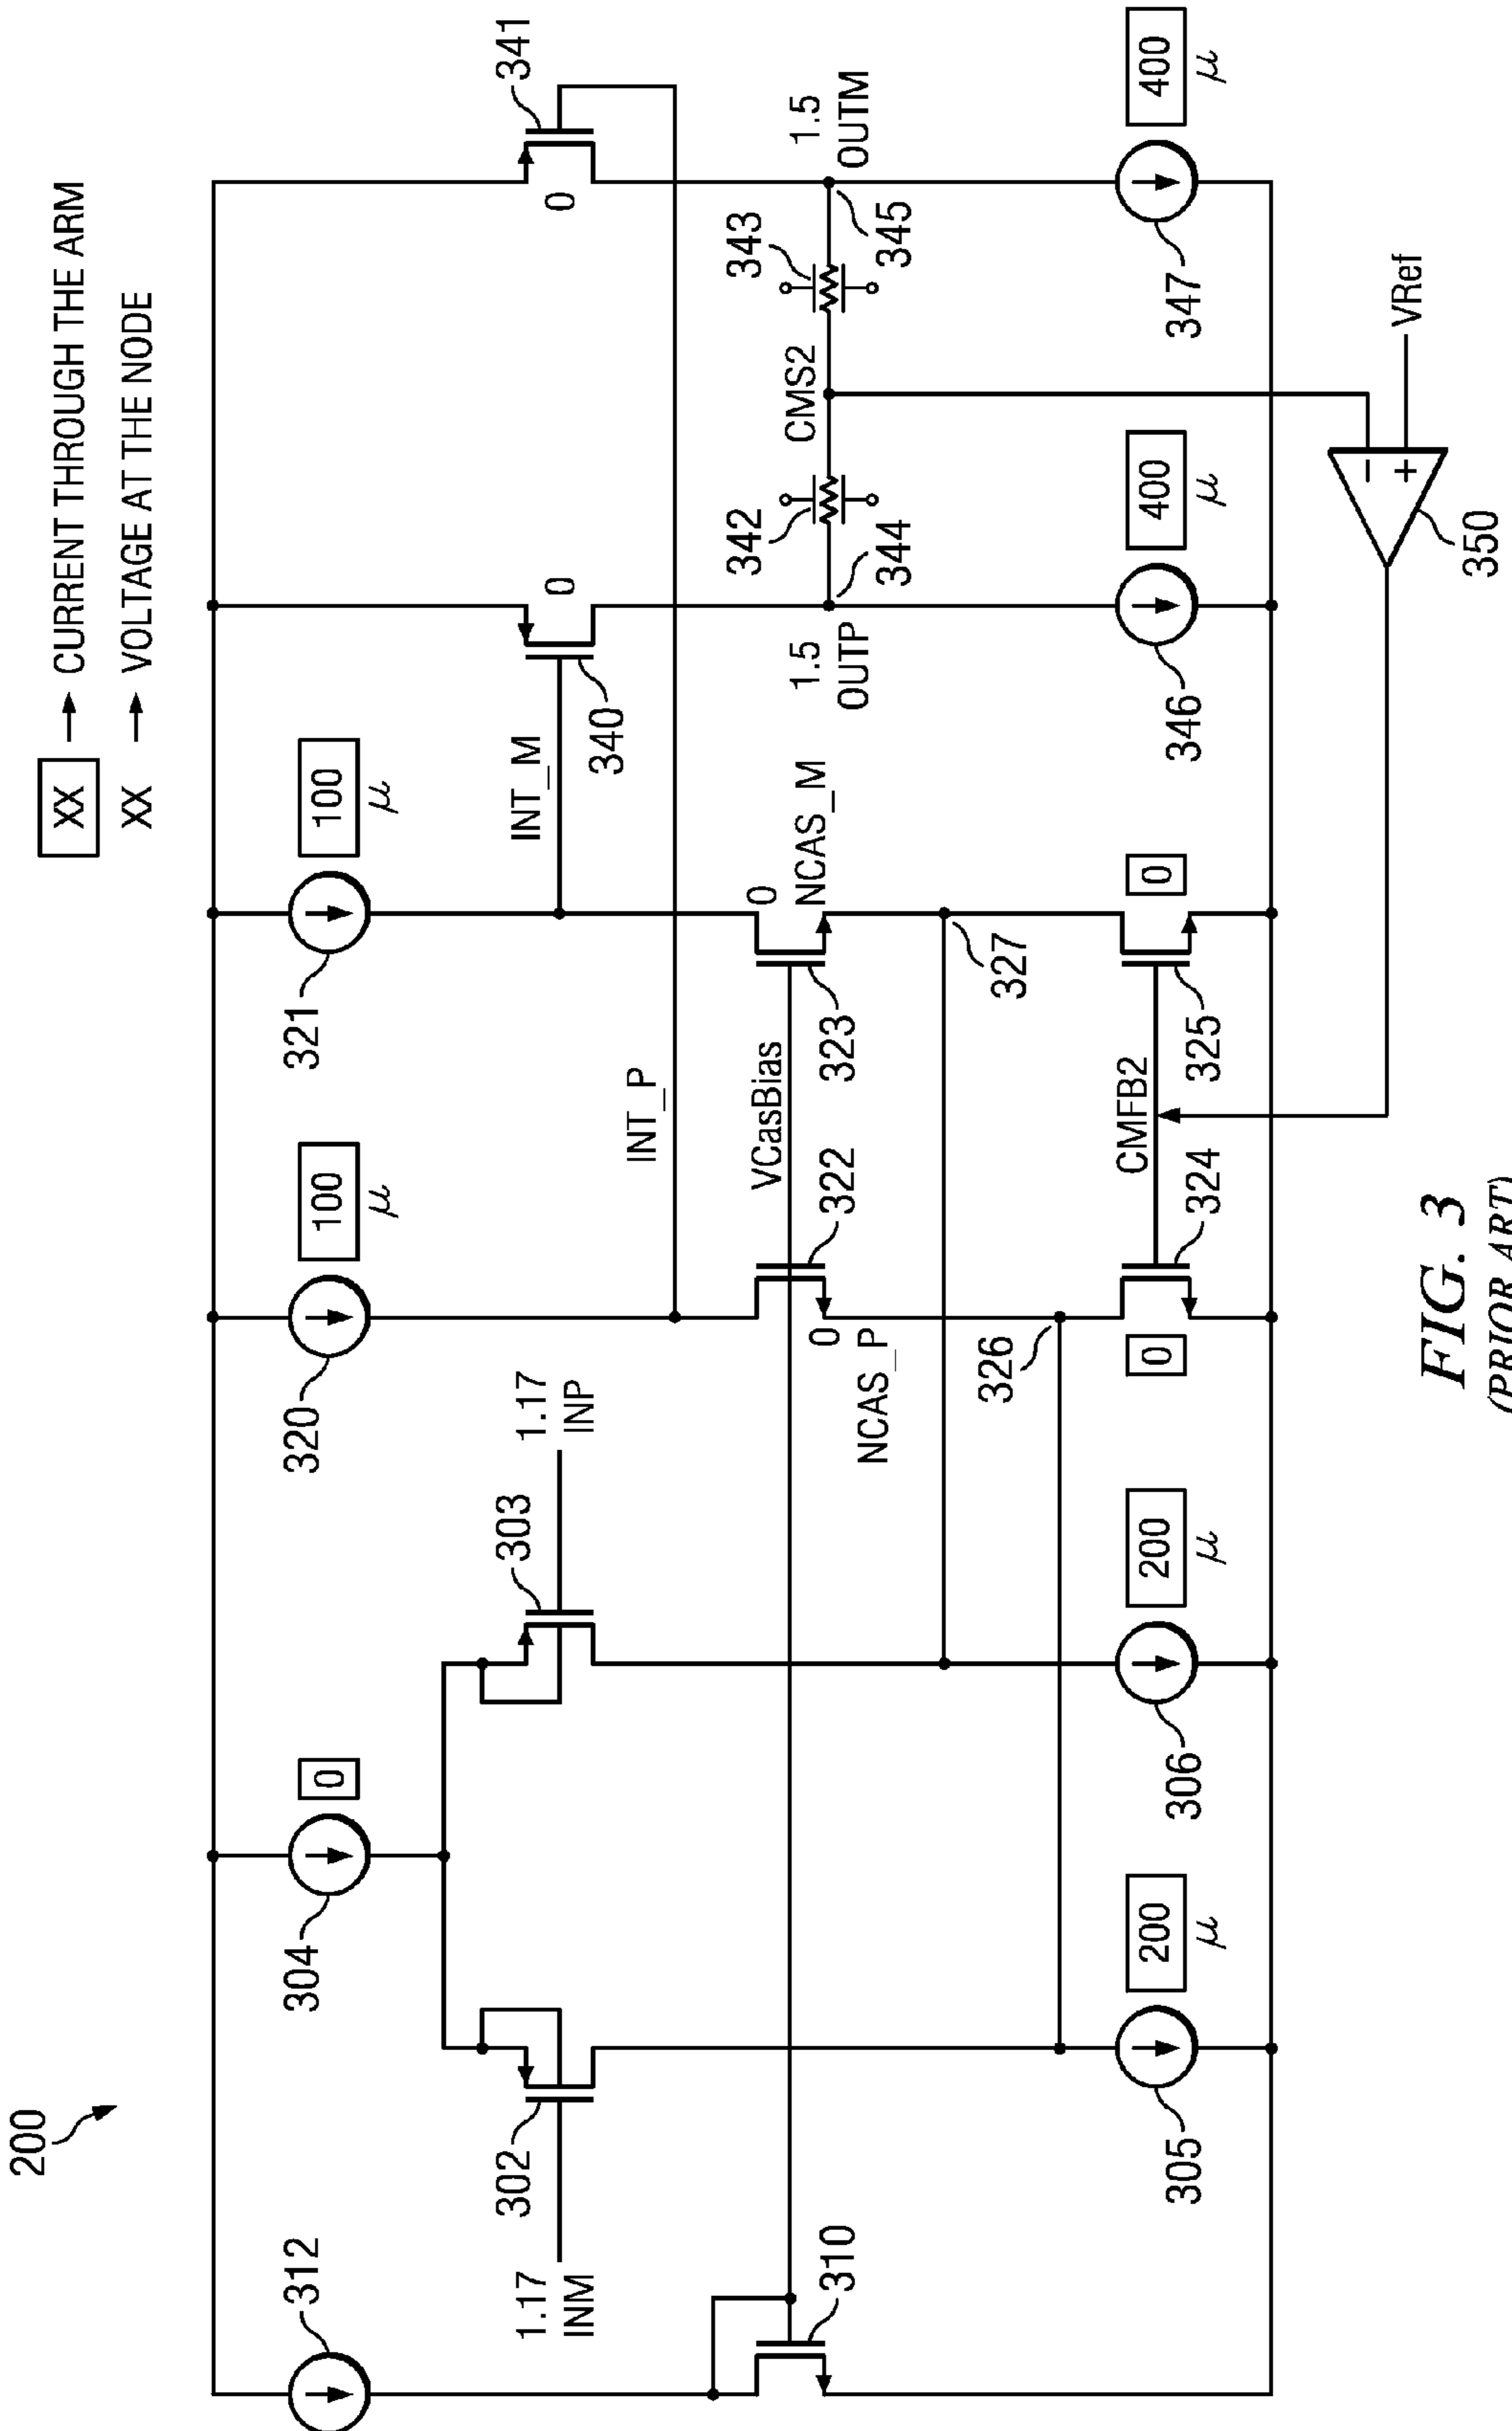 200
XX → CURRENT THROUGH THE ARM
XX → VOLTAGE AT THE NODE
312
304
0
320
100
μ
321
100
μ
302
303
1.17
INM
1.17
INP
INT_P
INT_M
340
0
0
341
310
VCasBias
322
0
NCAS_P
323
0
NCAS_M
1.5
OUTP
342
344
CMS2
343
345
1.5
OUTM
326
327
305
200
μ
306
200
μ
0
324
CMFB2
325
0
346
400
μ
347
400
μ
350
−
+
VRef
FIG. 3
(PRIOR ART)